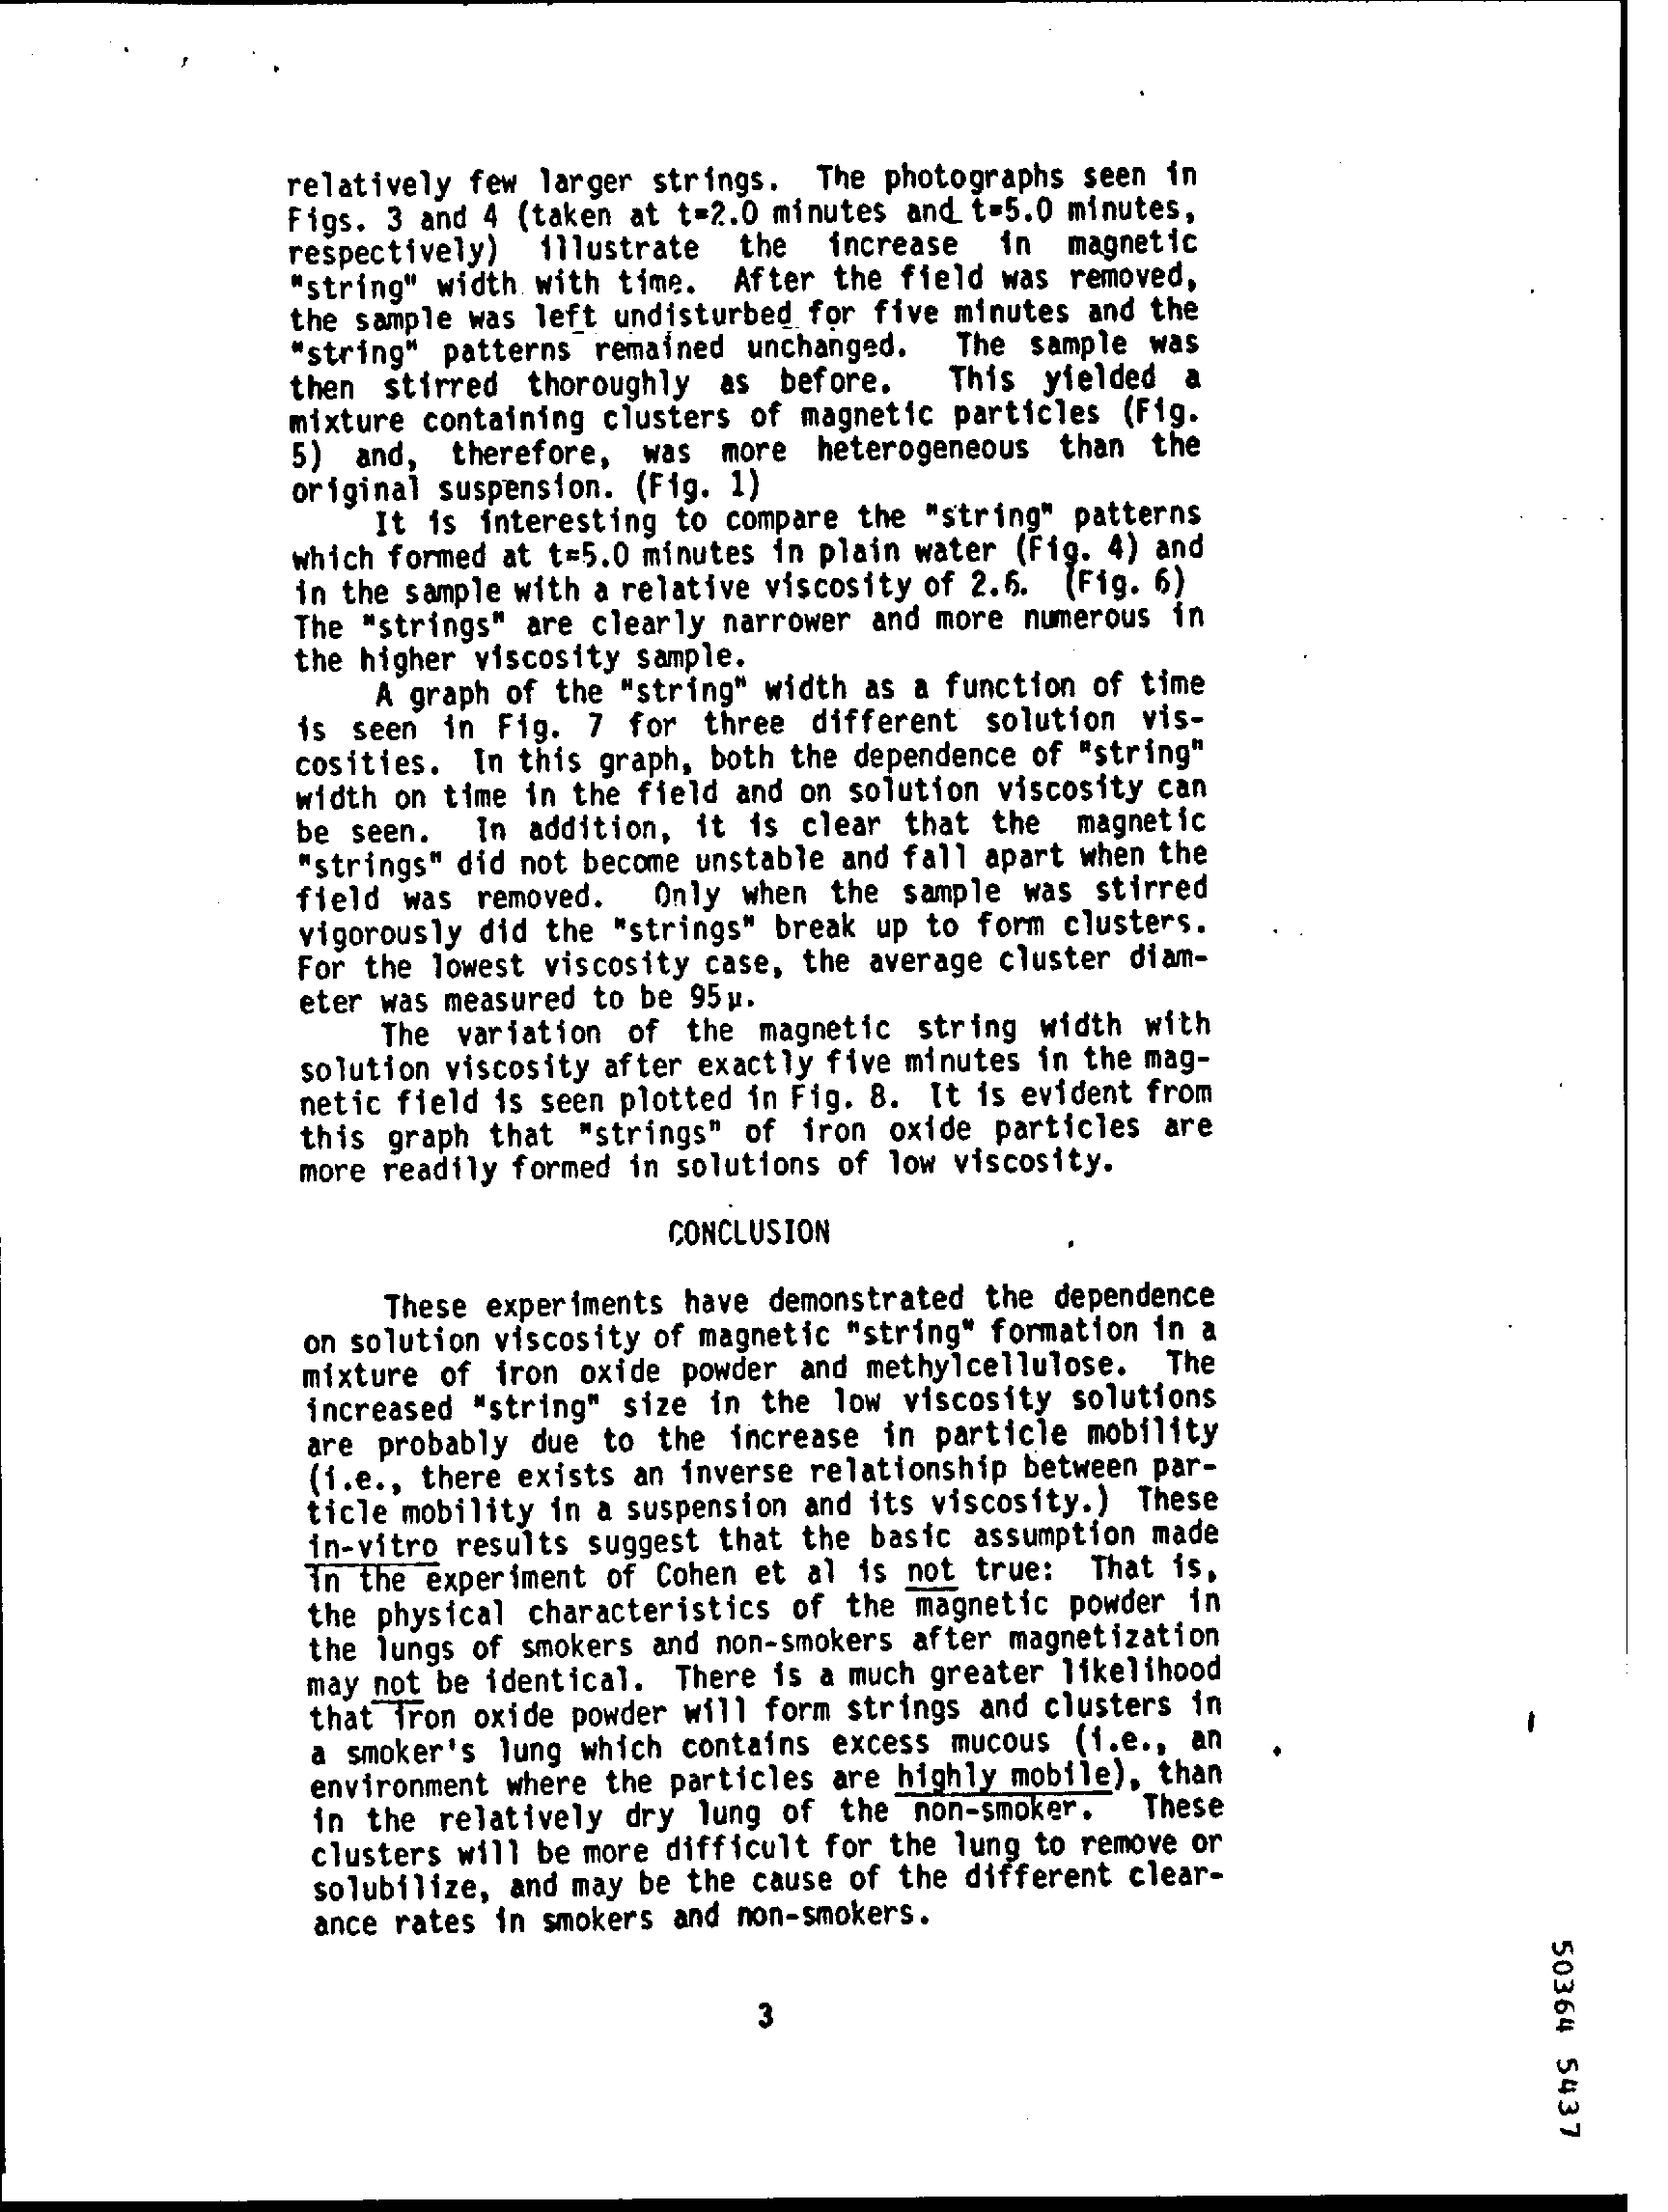 relatively few larger strings. The photographs seen in
Figs. 3 and 4 (taken at t=2.0 minutes and t=5.0 minutes,
respectively) illustrate the increase in magnetic
"string" width with time. After the field was removed,
the sample was left undisturbed for five minutes and the
"string" patterns remained unchanged. The sample was
then stirred thoroughly as before. This yielded a
mixture containing clusters of magnetic particles (Fig.
5) and, therefore, was more heterogeneous than the
original suspension. (Fig. 1)
It is interesting to compare the "string" patterns
which formed at t=5.0 minutes in plain water (Fig. 4) and
in the sample with a relative viscosity of 2.6. (Fig. 6)
The "strings" are clearly narrower and more numerous in
the higher viscosity sample.
A graph of the "string" width as a function of time
is seen in Fig. 7 for three different solution vis-
cosities. In this graph, both the dependence of "string"
width on time in the field and on solution viscosity can
be seen. In addition, it is clear that the magnetic
"strings" did not become unstable and fall apart when the
field was removed. Only when the sample was stirred
vigorously did the "strings" break up to form clusters.
For the lowest viscosity case, the average cluster diam-
eter was measured to be 95µ.
The variation of the magnetic string width with
solution viscosity after exactly five minutes in the mag-
netic field is seen plotted in Fig. 8. It is evident from
this graph that "strings" of iron oxide particles are
more readily formed in solutions of low viscosity.
CONCLUSION
These experiments have demonstrated the dependence
on solution viscosity of magnetic "string" formation in a
mixture of iron oxide powder and methylcellulose. The
increased "string" size in the low viscosity solutions
are probably due to the increase in particle mobility
(i.e., there exists an inverse relationship between par-
ticle mobility in a suspension and its viscosity.) These
in-vitro results suggest that the basic assumption made
in the experiment of Cohen et al is not true: That is,
the physical characteristics of the magnetic powder in
the lungs of smokers and non-smokers after magnetization
may not be identical. There is a much greater likelihood
that iron oxide powder will form strings and clusters in
a smoker's lung which contains excess mucous (i.e., an
environment where the particles are highly mobile), than
in the relatively dry lung of the non-smoker. These
clusters will be more difficult for the lung to remove or
solubilize, and may be the cause of the different clear-
ance rates in smokers and non-smokers.
3
50364 5437